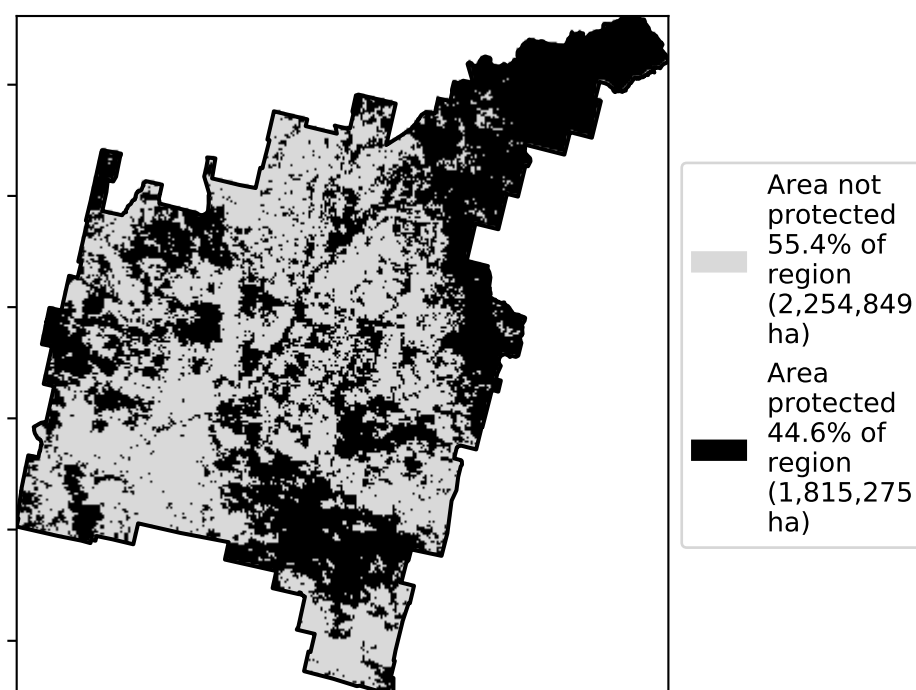 Area not
protected
55.4% of
region
(2,254,849
ha)
Area
protected
44.6% of
region
(1,815,275
ha)